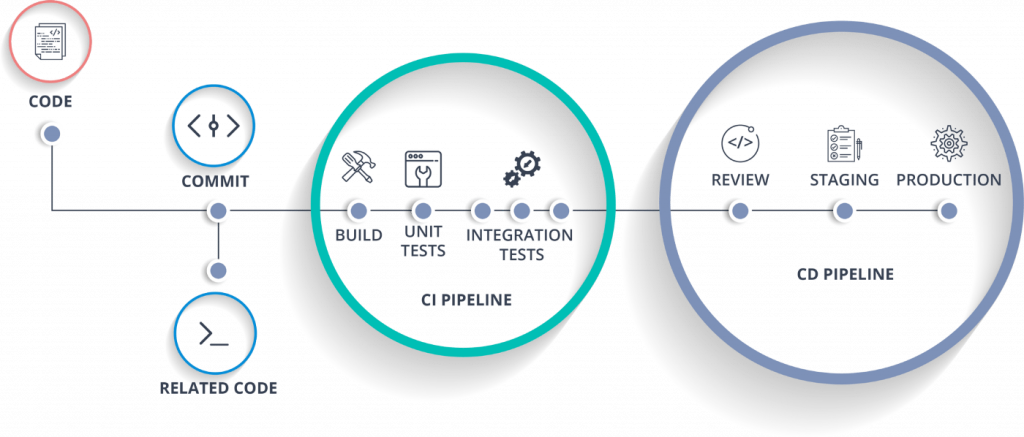 CODE
COMMIT
RELATED CODE
BUILD
UNIT
TESTS
INTEGRATION
TESTS
CI PIPELINE
REVIEW
STAGING
PRODUCTION
CD PIPELINE